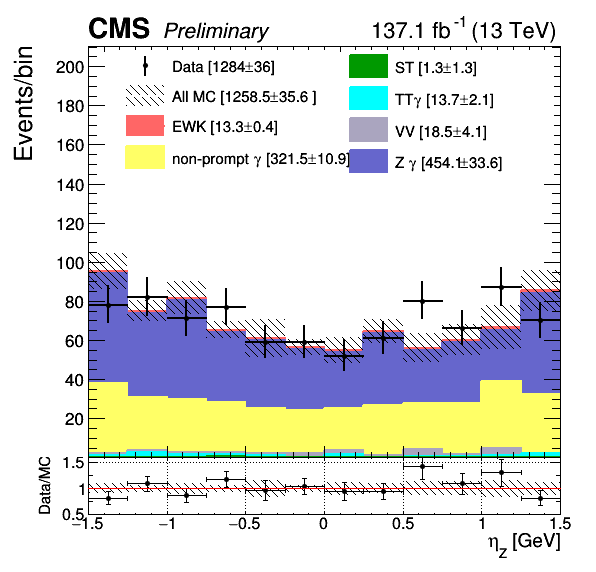 CMS Preliminary 137.1 fb⁻¹ (13 TeV)
Events/bin
200
180
160
140
120
100
80
60
40
20
Data [1284±36]
All MC [1258.5±35.6 ]
EWK [13.3±0.4]
non-prompt γ [321.5±10.9]
ST [1.3±1.3]
TTγ [13.7±2.1]
VV [18.5±4.1]
Z γ [454.1±33.6]
Data/MC
1.5
1
0.5
−1.5 −1 −0.5 0 0.5 1 1.5
η_Z [GeV]